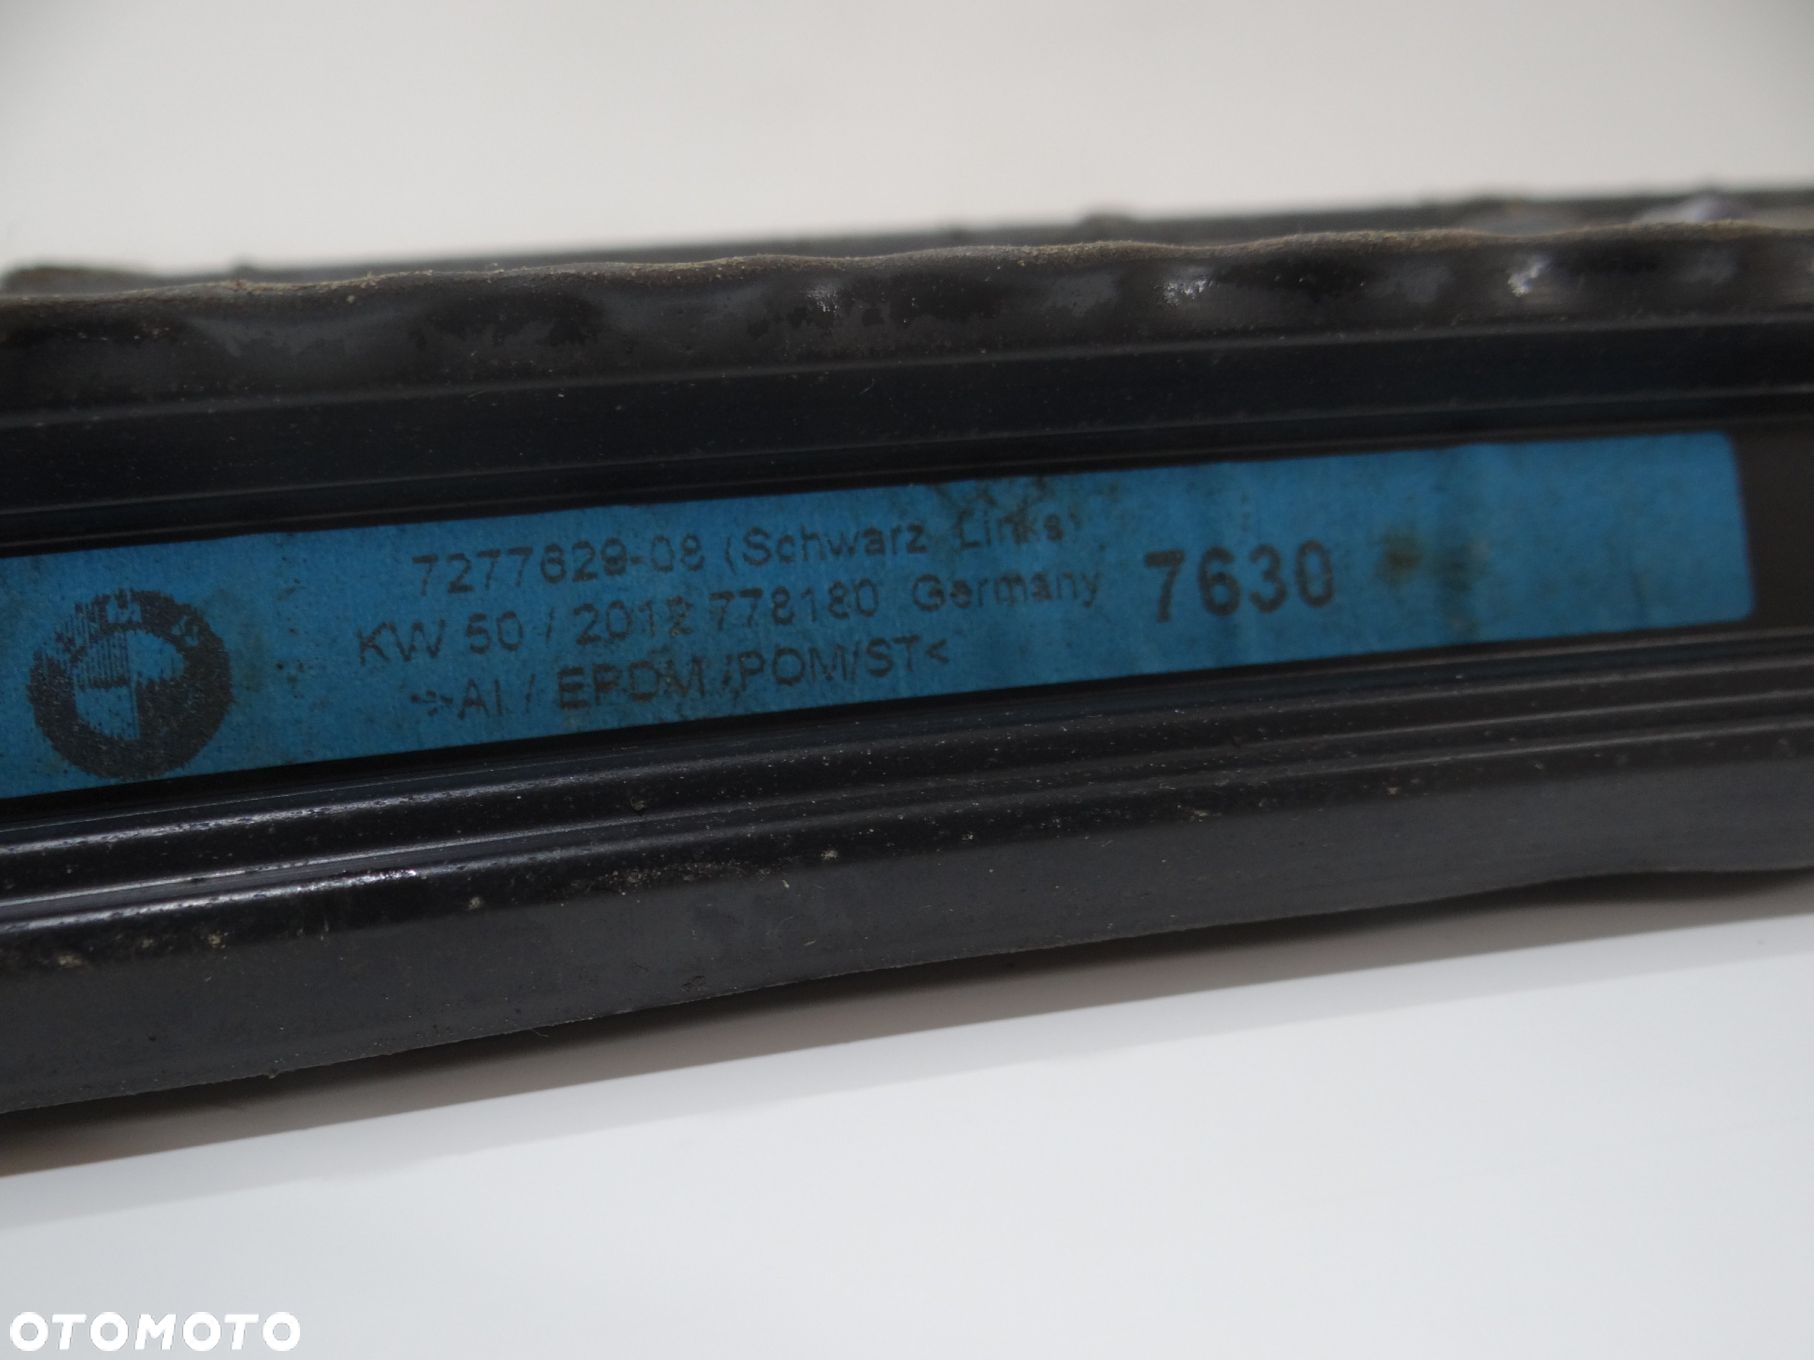 7277629-08 (Schwarz Links)
KW 50 / 2012 778180 Germany 7630
>AI / EPDM /POM/ST<
OTOMOTO